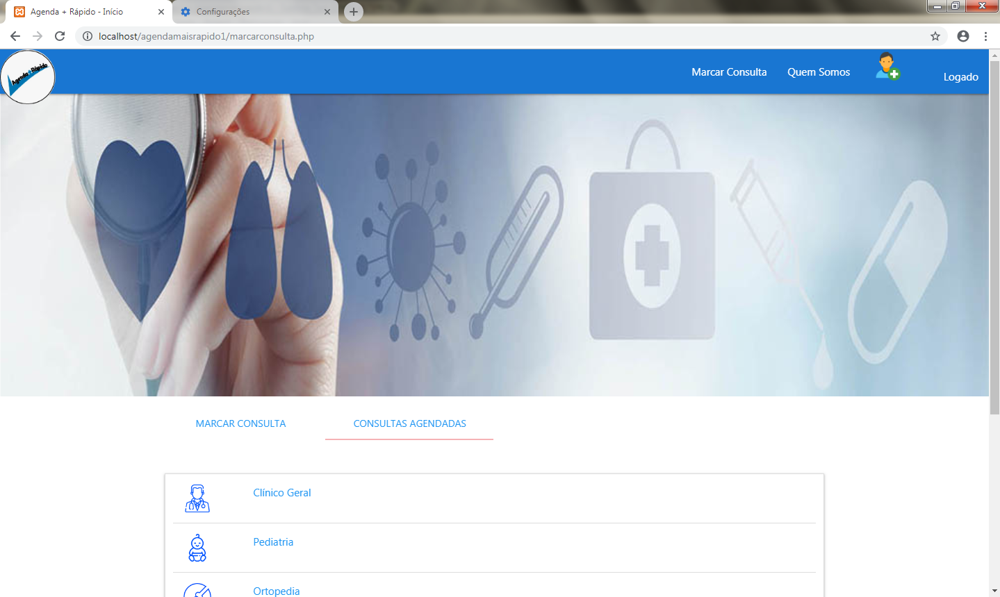 Agenda + Rápido - Início
Configurações
localhost/agendamaisrapido1/marcarconsulta.php
Agenda + Rápido
Marcar Consulta
Quem Somos
Logado
MARCAR CONSULTA
CONSULTAS AGENDADAS
Clínico Geral
Pediatria
Ortopedia